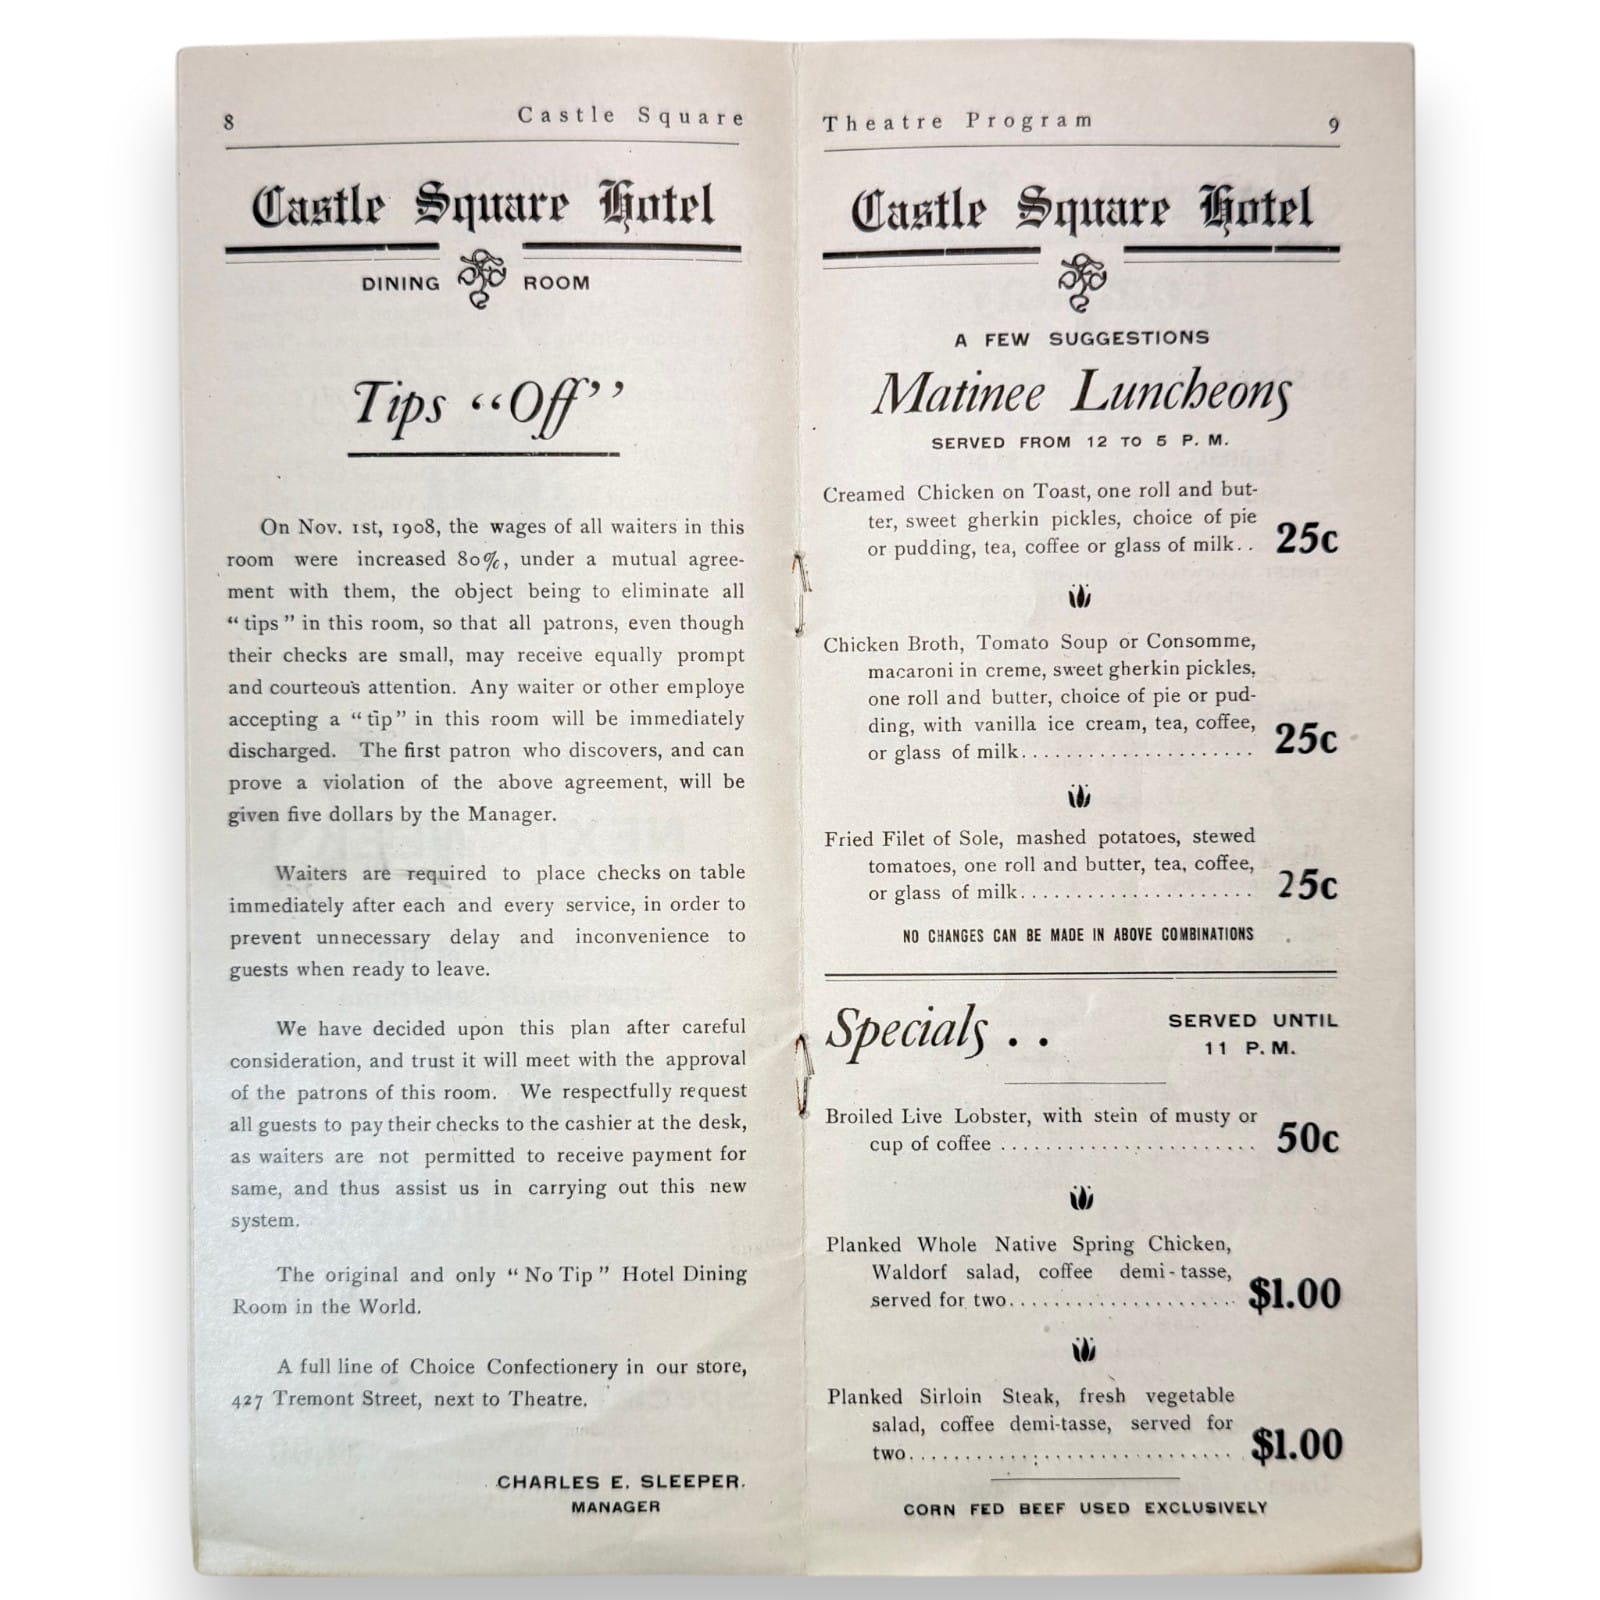 8
Castle Square
Castle Square Hotel
DINING ROOM
Tips “Off”
On Nov. 1st, 1908, the wages of all waiters in this
room were increased 80%, under a mutual agree-
ment with them, the object being to eliminate all
“tips” in this room, so that all patrons, even though
their checks are small, may receive equally prompt
and courteous attention. Any waiter or other employe
accepting a “tip” in this room will be immediately
discharged. The first patron who discovers, and can
prove a violation of the above agreement, will be
given five dollars by the Manager.
Waiters are required to place checks on table
immediately after each and every service, in order to
prevent unnecessary delay and inconvenience to
guests when ready to leave.
We have decided upon this plan after careful
consideration, and trust it will meet with the approval
of the patrons of this room. We respectfully request
all guests to pay their checks to the cashier at the desk,
as waiters are not permitted to receive payment for
same, and thus assist us in carrying out this new
system.
The original and only “No Tip” Hotel Dining
Room in the World.
A full line of Choice Confectionery in our store,
427 Tremont Street, next to Theatre.
CHARLES E. SLEEPER.
MANAGER
Theatre Program
9
Castle Square Hotel
A FEW SUGGESTIONS
Matinee Luncheons
SERVED FROM 12 TO 5 P. M.
Creamed Chicken on Toast, one roll and but-
ter, sweet gherkin pickles, choice of pie
or pudding, tea, coffee or glass of milk.. 25c
Chicken Broth, Tomato Soup or Consomme,
macaroni in creme, sweet gherkin pickles,
one roll and butter, choice of pie or pud-
ding, with vanilla ice cream, tea, coffee,
or glass of milk..................... 25c
Fried Filet of Sole, mashed potatoes, stewed
tomatoes, one roll and butter, tea, coffee,
or glass of milk..................... 25c
NO CHANGES CAN BE MADE IN ABOVE COMBINATIONS
Specials . .
SERVED UNTIL
11 P. M.
Broiled Live Lobster, with stein of musty or
cup of coffee ....................... 50c
Planked Whole Native Spring Chicken,
Waldorf salad, coffee demi-tasse,
served for two..................... $1.00
Planked Sirloin Steak, fresh vegetable
salad, coffee demi-tasse, served for
two............................. $1.00
CORN FED BEEF USED EXCLUSIVELY